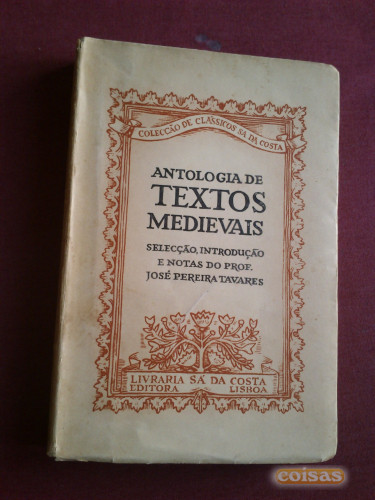 COLECÇÃO DE CLÁSSICOS SÁ DA COSTA
ANTOLOGIA DE
TEXTOS
MEDIEVAIS
SELECÇÃO, INTRODUÇÃO
E NOTAS DO PROF.
JOSÉ PEREIRA TAVARES
LIVRARIA SÁ DA COSTA
EDITORA LISBOA
coisas